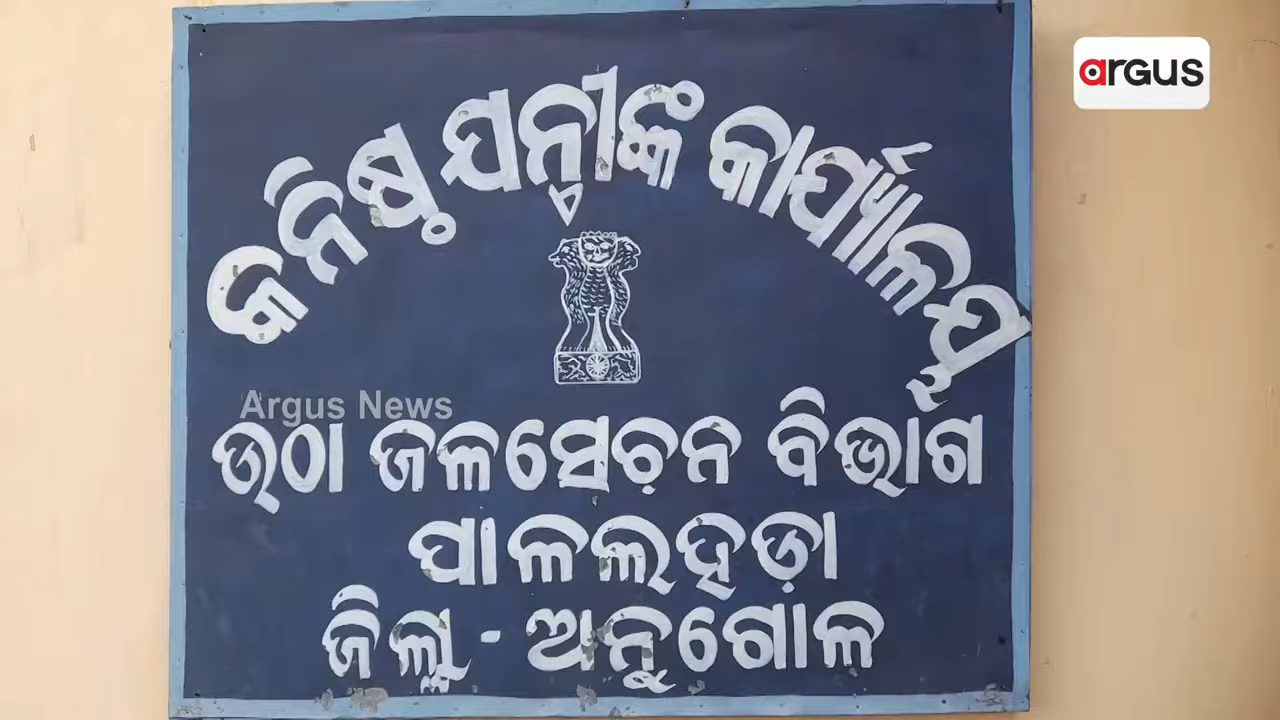 argus
କନିଷ୍ଠ ଯନ୍ତ୍ରୀଙ୍କ କାର୍ଯ୍ୟାଳୟ
Argus News
ଉଠା ଜଳସେଚନ ବିଭାଗ
ପାଲଲହଡ଼ା
ଜିଲ୍ଲା - ଅନୁଗୋଳ